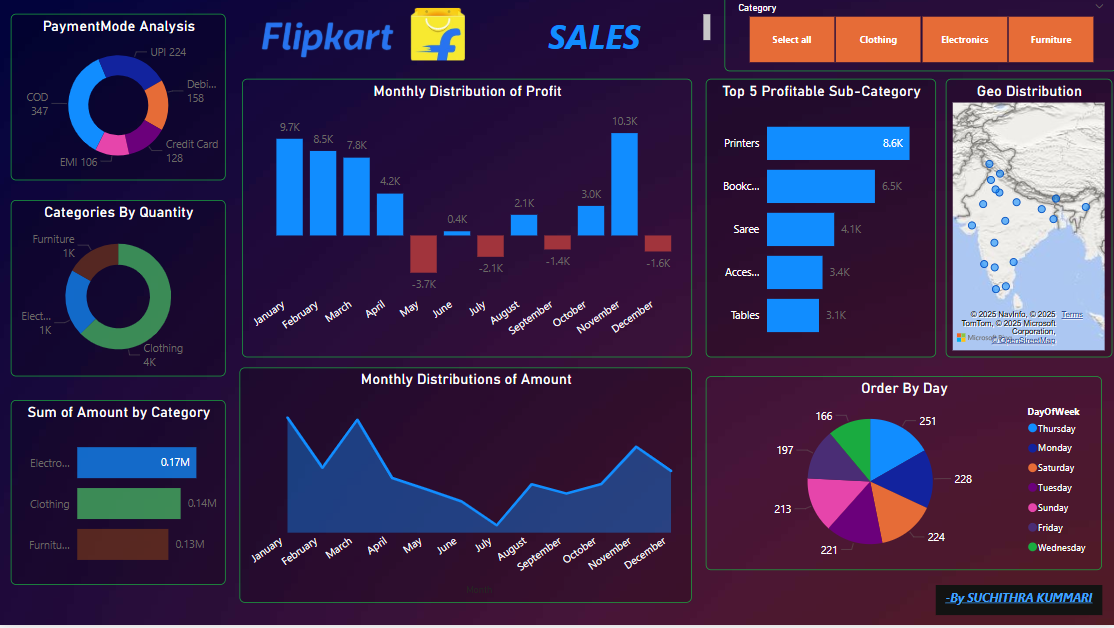 PaymentMode Analysis
UPI 224
Debi...
158
COD
347
Credit Card
128
EMI 106
Flipkart
SALES
Category
Select all
Clothing
Electronics
Furniture
Categories By Quantity
Furniture
1K
Elect...
1K
Clothing
4K
Sum of Amount by Category
Electro...
0.17M
Clothing
0.14M
Furnitu...
0.13M
Monthly Distribution of Profit
9.7K
8.5K
7.8K
4.2K
-3.7K
0.4K
-2.1K
2.1K
-1.4K
3.0K
10.3K
-1.6K
January
February
March
April
May
June
July
August
September
October
November
December
Monthly Distributions of Amount
January
February
March
April
May
June
July
August
September
October
November
December
Month
Top 5 Profitable Sub-Category
Printers
8.6K
Bookc...
6.5K
Saree
4.1K
Acces...
3.4K
Tables
3.1K
Geo Distribution
© 2025 NavInfo, © 2025
TomTom, © 2025 Microsoft
Corporation,
© OpenStreetMap
Terms
Microsoft
Order By Day
166
251
197
228
213
224
221
DayOfWeek
Thursday
Monday
Saturday
Tuesday
Sunday
Friday
Wednesday
-By SUCHITHRA KUMMARI